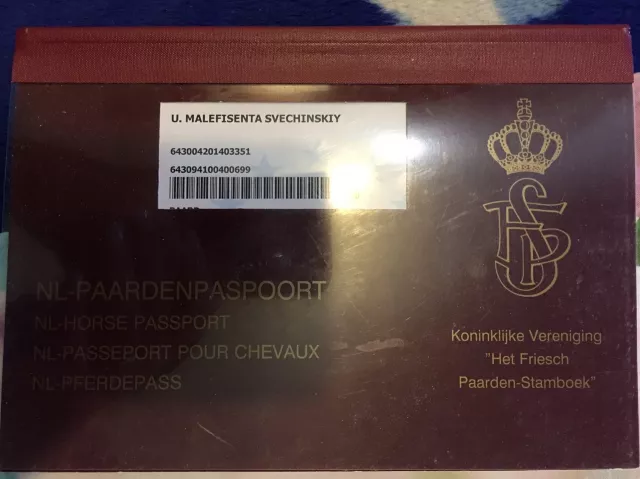 U. MALEFISENTA SVECHINSKIY
643004201403351
643094100400699
NL-PAARDENPASPOORT
NL-HORSE PASSPORT
NL-PASSEPORT POUR CHEVAUX
NL-PFERDEPASS
Koninklijke Vereniging
"Het Friesch
Paarden-Stamboek"